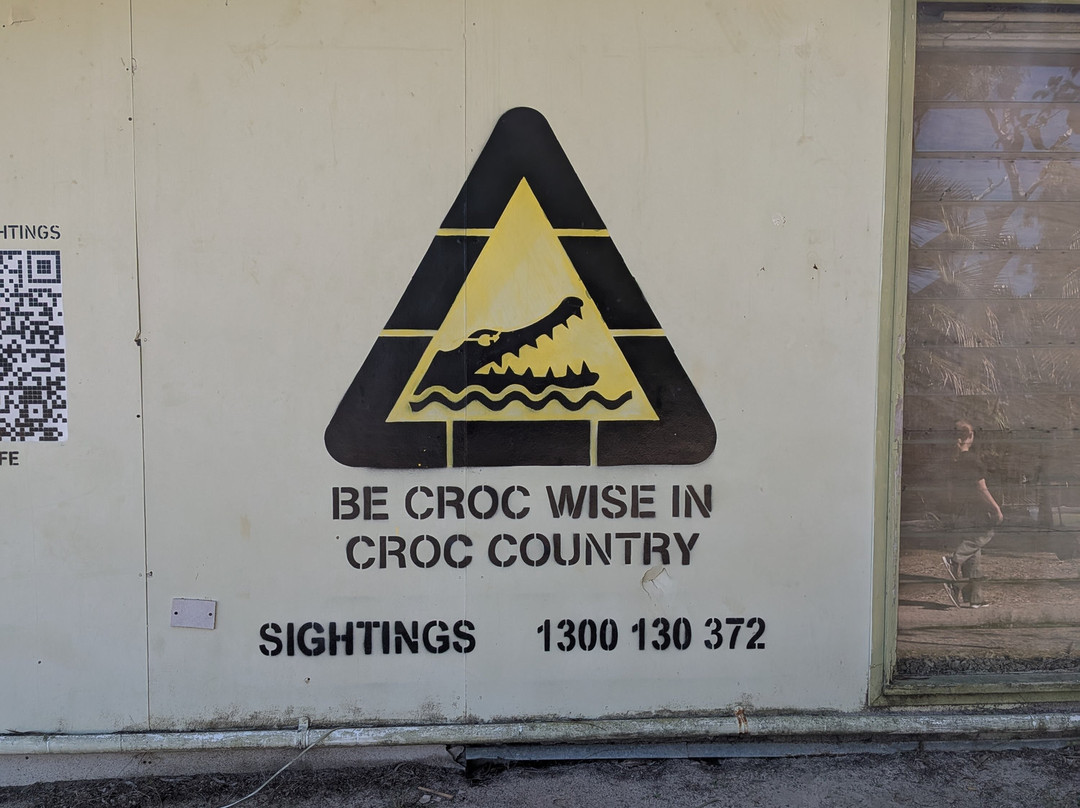 HTINGS
FE
BE CROC WISE IN
CROC COUNTRY
SIGHTINGS 1300 130 372